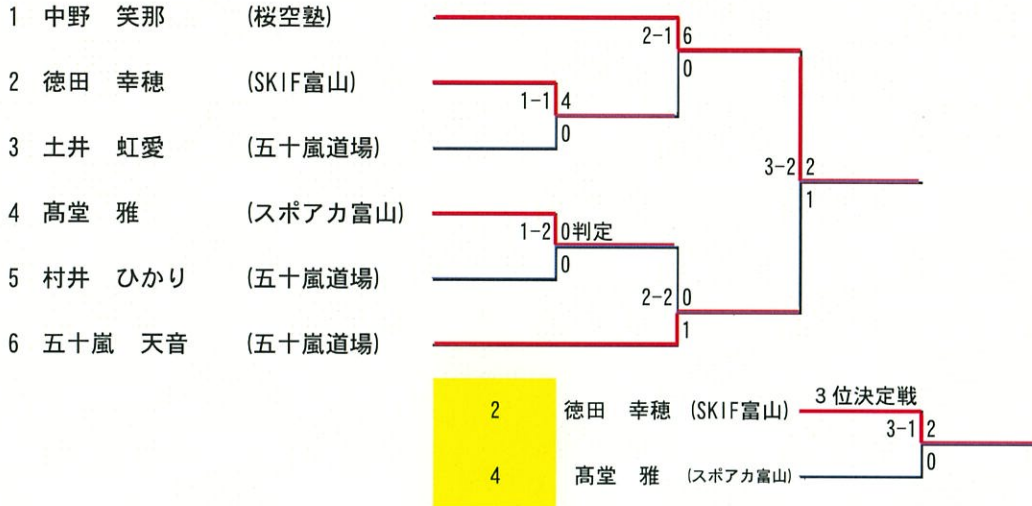 1 中野 笑那 (桜空塾)
2-1 6
0
2 徳田 幸穂 (SKIF富山)
1-1 4
0
3 土井 虹愛 (五十嵐道場)
3-2 2
1
4 髙堂 雅 (スポアカ富山)
1-2 0判定
0
5 村井 ひかり (五十嵐道場)
2-2 0
1
6 五十嵐 天音 (五十嵐道場)
3位決定戦
2 徳田 幸穂 (SKIF富山)
3-1 2
0
4 髙堂 雅 (スポアカ富山)